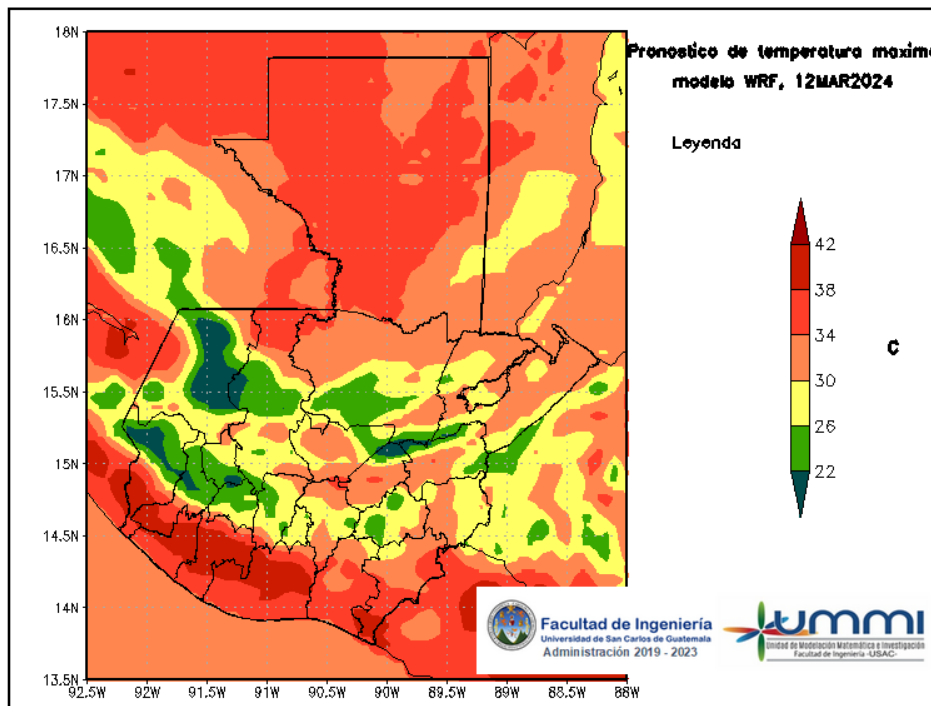 Pronostico de temperatura maxima
modelo WRF, 12MAR2024
Leyenda
42
38
34
30
26
22
C
18N
17.5N
17N
16.5N
16N
15.5N
15N
14.5N
14N
13.5N
92.5W
92W
91.5W
91W
90.5W
90W
89.5W
89W
88.5W
88W
Facultad de Ingeniería
Universidad de San Carlos de Guatemala
Administración 2019 - 2023
UMMI
Unidad de Modelación Matemática e Investigación
Facultad de Ingeniería -USAC-